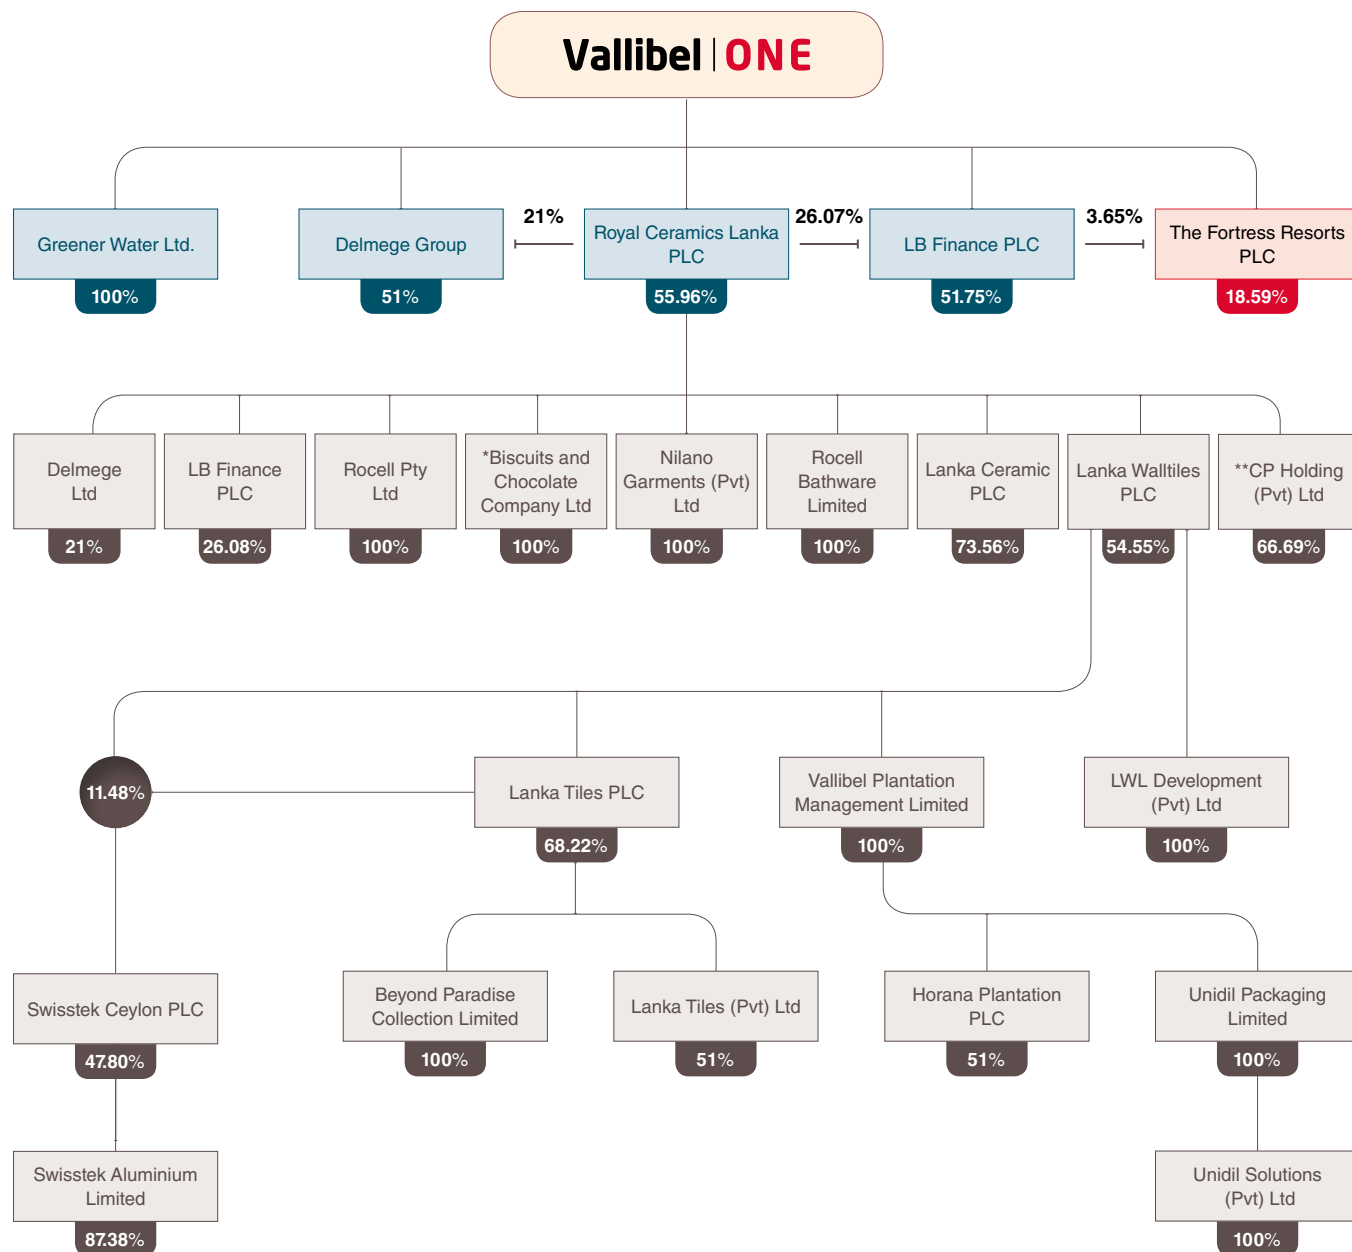 Vallibel | ONE
Greener Water Ltd.
100%
Delmege Group
51%
21%
Royal Ceramics Lanka
PLC
55.96%
26.07%
LB Finance PLC
51.75%
3.65%
The Fortress Resorts
PLC
18.59%
Delmege
Ltd
21%
LB Finance
PLC
26.08%
Rocell Pty
Ltd
100%
*Biscuits and
Chocolate
Company Ltd
100%
Nilano
Garments (Pvt)
Ltd
100%
Rocell
Bathware
Limited
100%
Lanka Ceramic
PLC
73.56%
Lanka Walltiles
PLC
54.55%
**CP Holding
(Pvt) Ltd
66.69%
11.48%
Lanka Tiles PLC
68.22%
Vallibel Plantation
Management Limited
100%
LWL Development
(Pvt) Ltd
100%
Swisstek Ceylon PLC
47.80%
Beyond Paradise
Collection Limited
100%
Lanka Tiles (Pvt) Ltd
51%
Horana Plantation
PLC
51%
Unidil Packaging
Limited
100%
Swisstek Aluminium
Limited
87.38%
Unidil Solutions
(Pvt) Ltd
100%